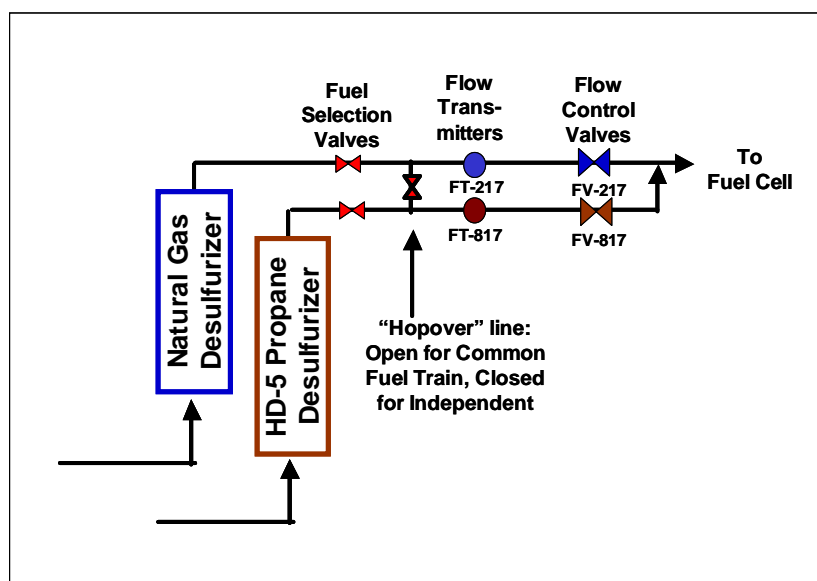 Fuel
Selection
Valves
Flow
Trans-
mitters
Flow
Control
Valves
To
Fuel Cell
FT-217
FV-217
FT-817
FV-817
Natural Gas
Desulfurizer
HD-5 Propane
Desulfurizer
“Hopover” line:
Open for Common
Fuel Train, Closed
for Independent